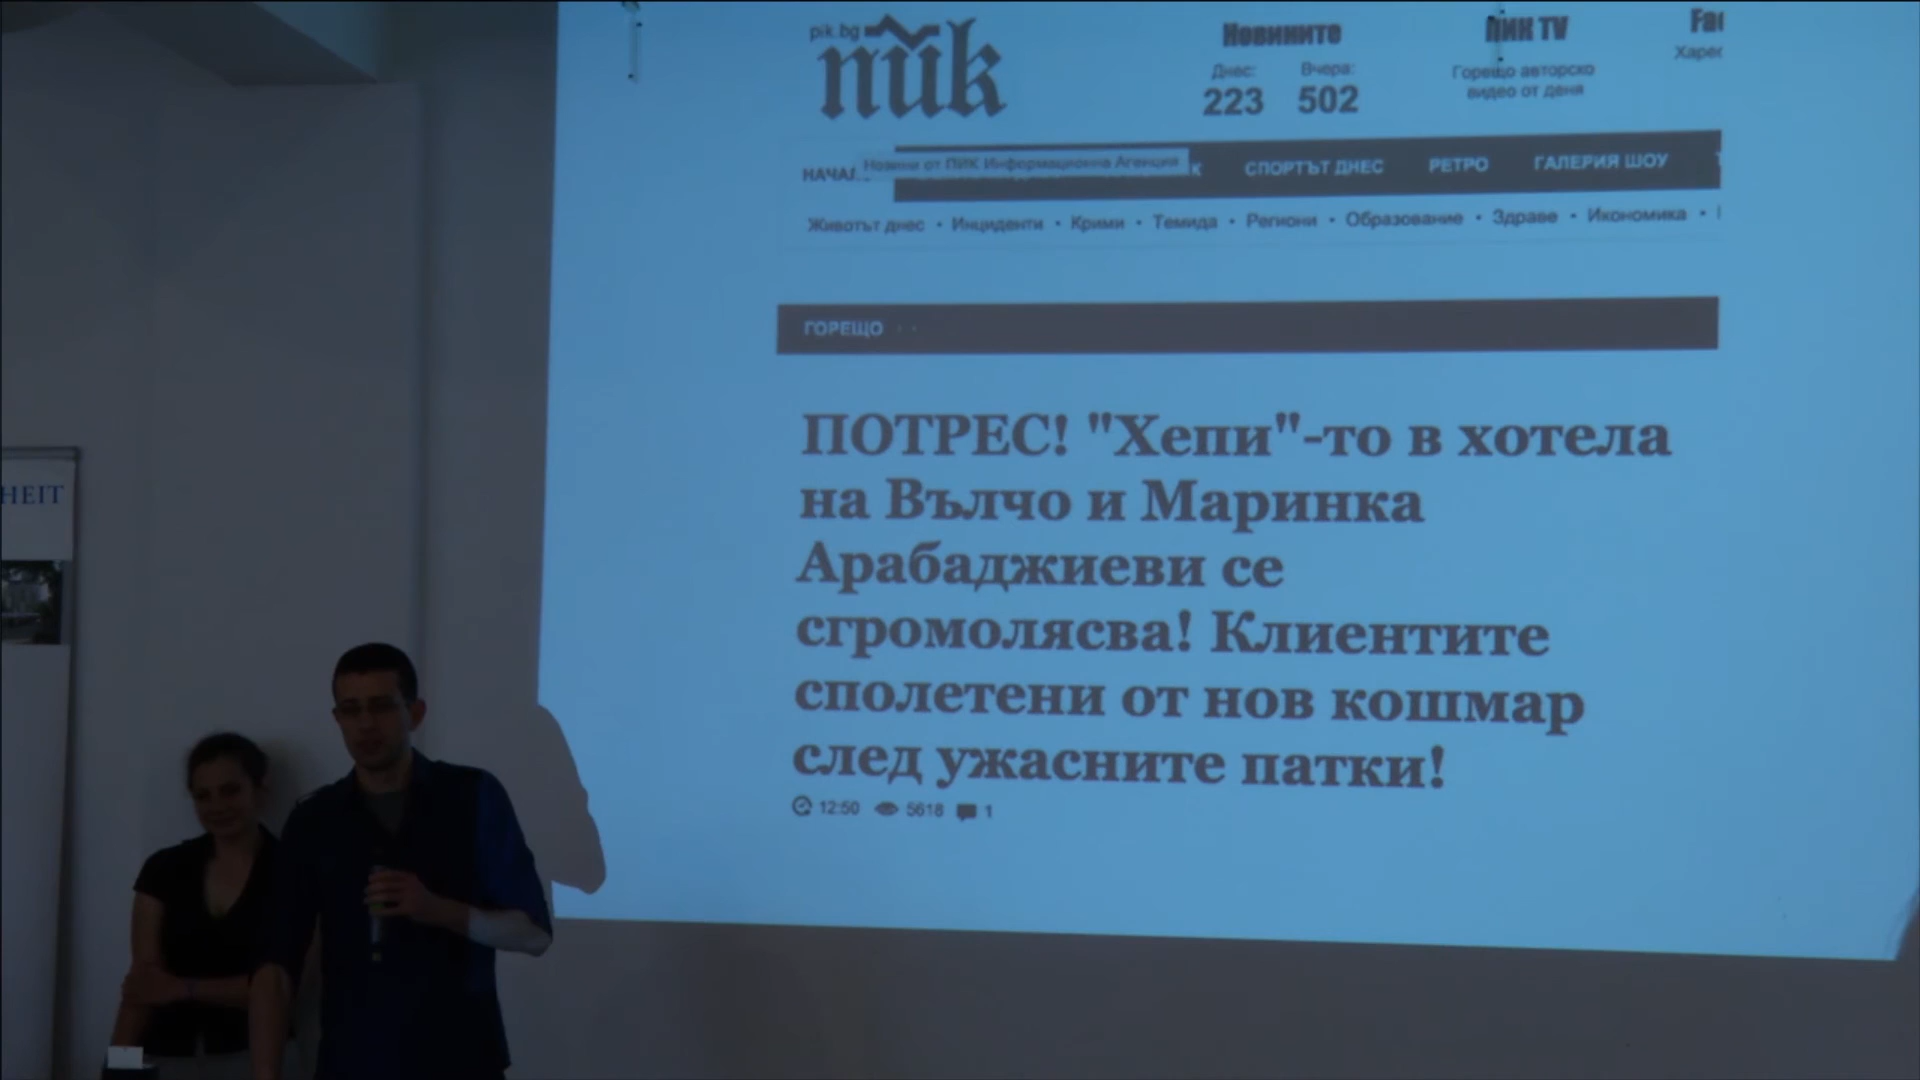 pik.bg
пик
Новините
Днес: Вчера:
223 502
ПИК TV
Горещо авторско
видео от деня
Харес
Новини от ПИК Информационна Агенция
СПОРТЪТ ДНЕС РЕТРО ГАЛЕРИЯ ШОУ
Животът днес • Инциденти • Крими • Темида • Региони • Образование • Здраве • Икономика •
ГОРЕЩО
ПОТРЕС! "Хепи"-то в хотела
на Вълчо и Маринка
Арабаджиеви се
сгромолясва! Клиентите
сполетени от нов кошмар
след ужасните патки!
12:50 5618 1
HEIT